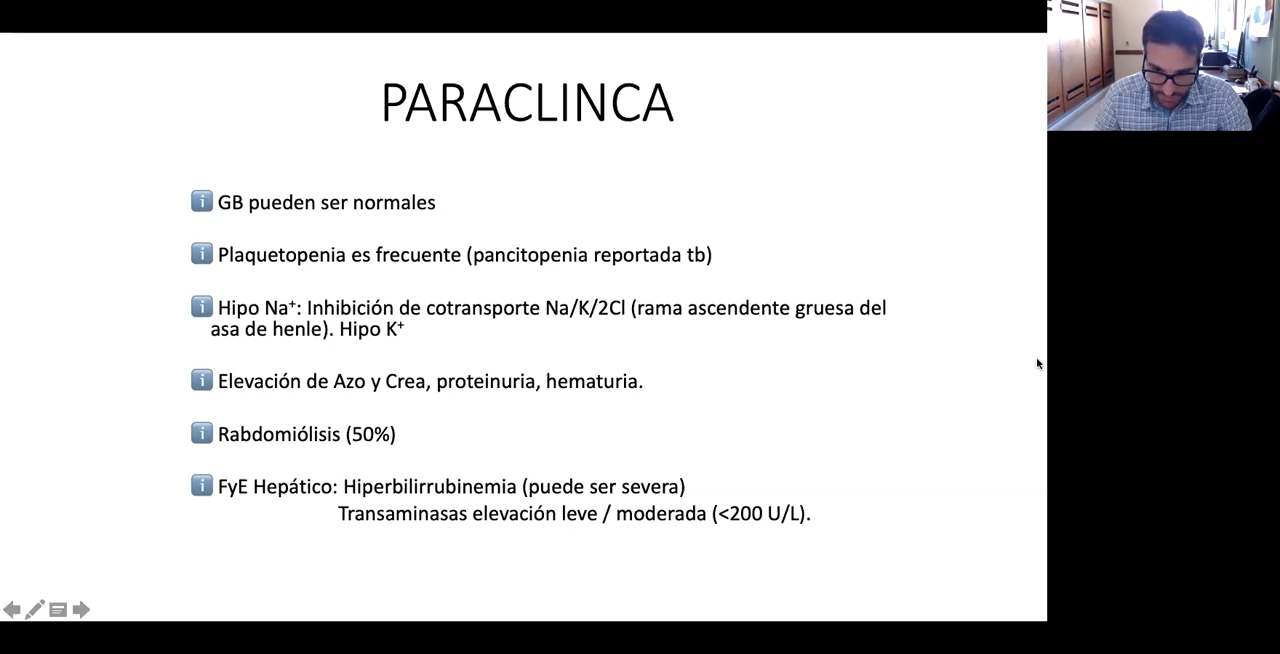 PARACLINCA
ℹ️ GB pueden ser normales
ℹ️ Plaquetopenia es frecuente (pancitopenia reportada tb)
ℹ️ Hipo Na⁺: Inhibición de cotransporte Na/K/2Cl (rama ascendente gruesa del
asa de henle). Hipo K⁺
ℹ️ Elevación de Azo y Crea, proteinuria, hematuria.
ℹ️ Rabdomiólisis (50%)
ℹ️ FyE Hepático: Hiperbilirrubinemia (puede ser severa)
Transaminasas elevación leve / moderada (<200 U/L).